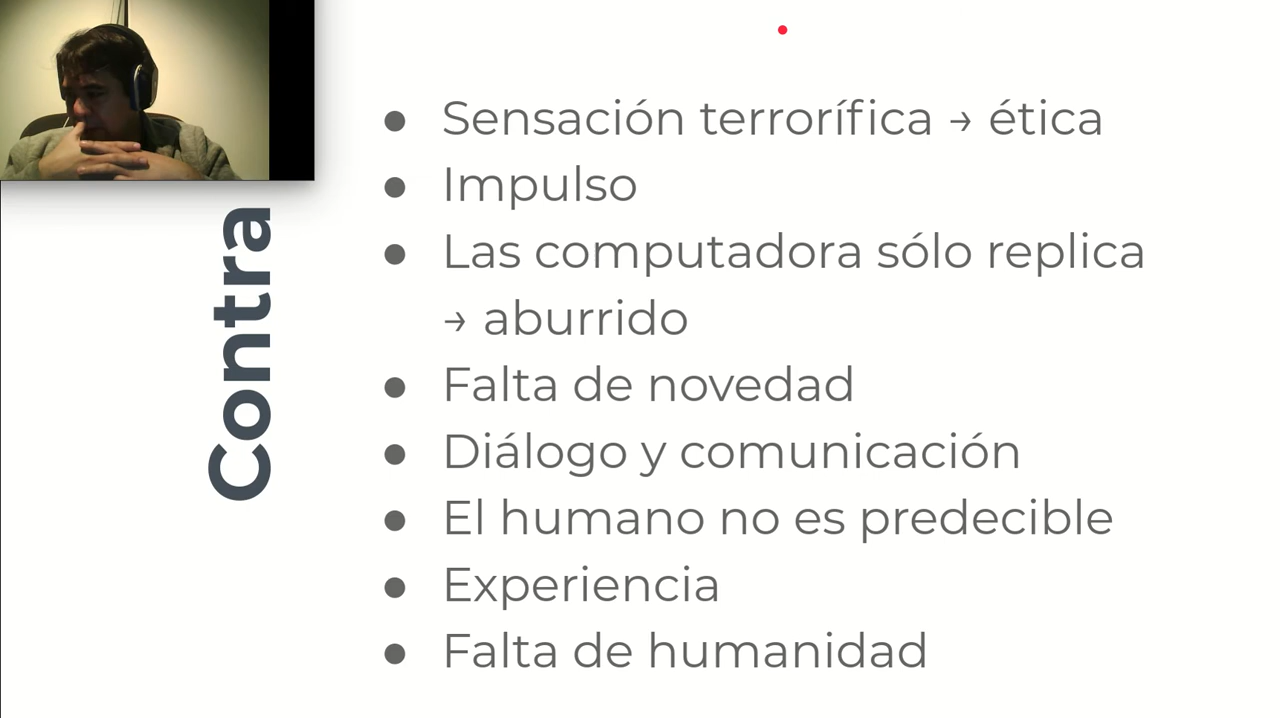 Contra
Sensación terrorífica → ética
Impulso
Las computadora sólo replica
→ aburrido
Falta de novedad
Diálogo y comunicación
El humano no es predecible
Experiencia
Falta de humanidad